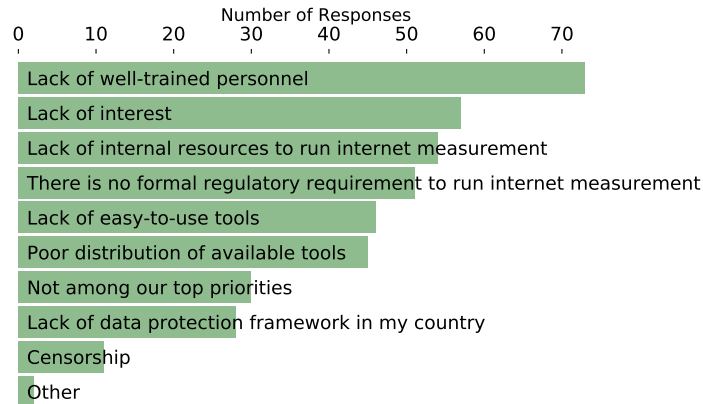 Number of Responses
0 10 20 30 40 50 60 70
Lack of well-trained personnel
Lack of interest
Lack of internal resources to run internet measurement
There is no formal regulatory requirement to run internet measurement
Lack of easy-to-use tools
Poor distribution of available tools
Not among our top priorities
Lack of data protection framework in my country
Censorship
Other